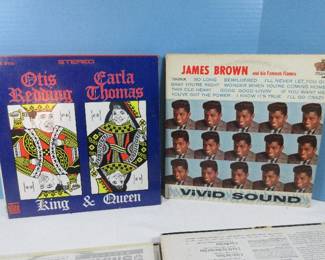 STEREO
Otis Redding
Carla Thomas
King & Queen
JAMES BROWN and his Famous Flames
THINK SO LONG BEWILDERED I'LL NEVER LET YOU GO
BABY YOU'RE RIGHT WONDER WHEN YOU'RE COMING HOME
THIS OLD HEART GOOD GOOD LOVIN' IF YOU WANT ME
YOU'VE GOT THE POWER I KNOW IT'S TRUE I'LL GO CRAZY
VIVID SOUND